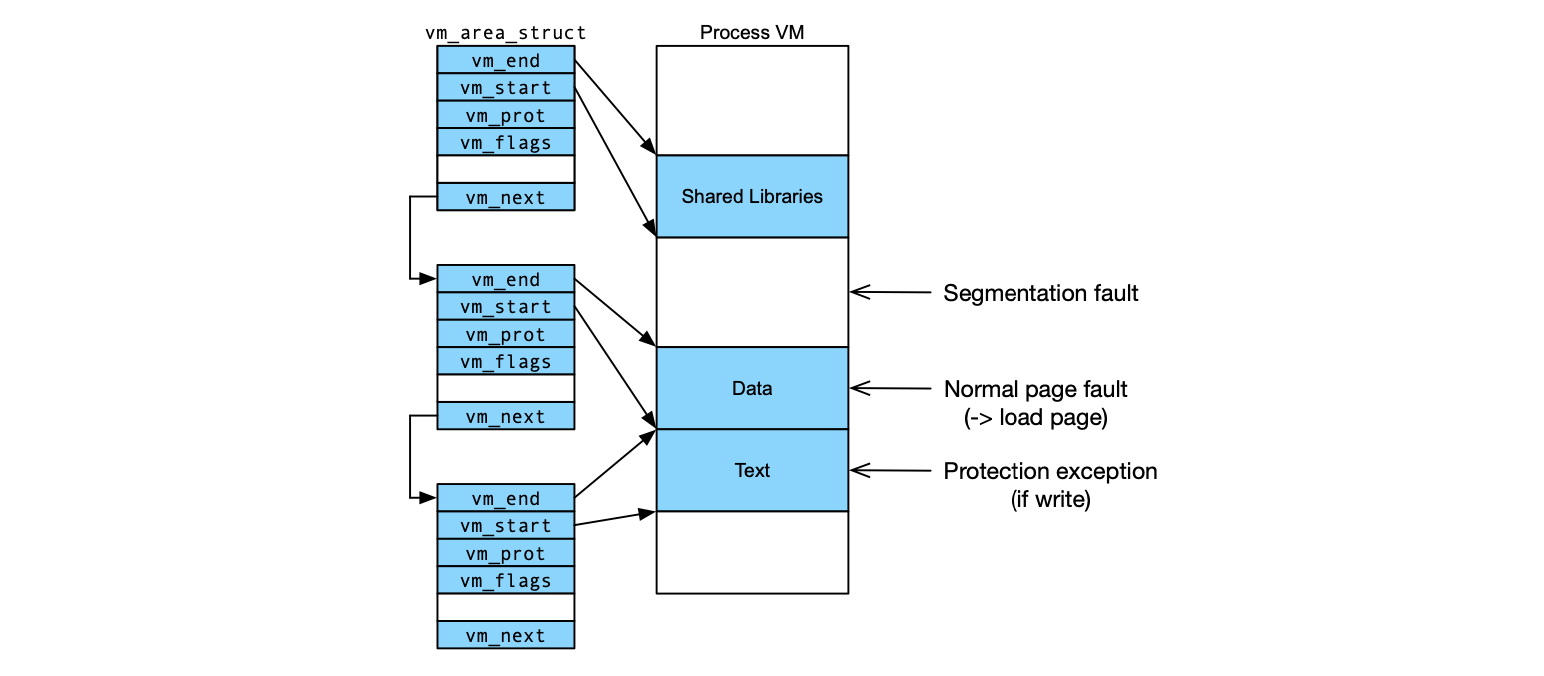 vm_area_struct
vm_end
vm_start
vm_prot
vm_flags
vm_next
vm_end
vm_start
vm_prot
vm_flags
vm_next
vm_end
vm_start
vm_prot
vm_flags
vm_next
Process VM
Shared Libraries
Data
Text
Segmentation fault
Normal page fault
(-> load page)
Protection exception
(if write)